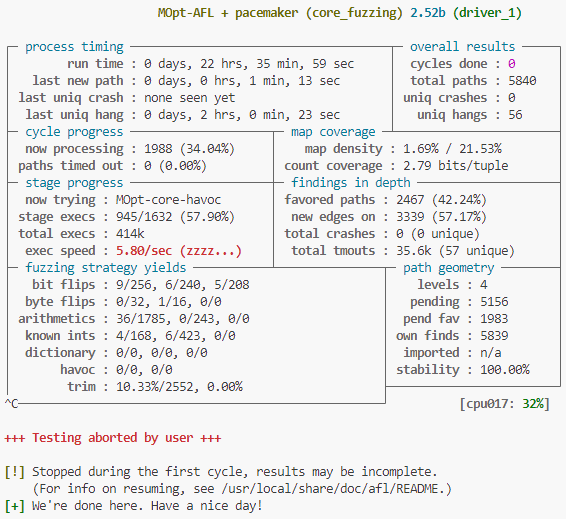 MOpt-AFL + pacemaker (core_fuzzing) 2.52b (driver_1)
process timing
overall results
run time : 0 days, 22 hrs, 35 min, 59 sec
cycles done : 0
last new path : 0 days, 0 hrs, 1 min, 13 sec
total paths : 5840
last uniq crash : none seen yet
uniq crashes : 0
last uniq hang : 0 days, 2 hrs, 0 min, 23 sec
uniq hangs : 56
cycle progress
map coverage
now processing : 1988 (34.04%)
map density : 1.69% / 21.53%
paths timed out : 0 (0.00%)
count coverage : 2.79 bits/tuple
stage progress
findings in depth
now trying : MOpt-core-havoc
favored paths : 2467 (42.24%)
stage execs : 945/1632 (57.90%)
new edges on : 3339 (57.17%)
total execs : 414k
total crashes : 0 (0 unique)
exec speed : 5.80/sec (zzzz...)
total tmouts : 35.6k (57 unique)
fuzzing strategy yields
path geometry
bit flips : 9/256, 6/240, 5/208
levels : 4
byte flips : 0/32, 1/16, 0/0
pending : 5156
arithmetics : 36/1785, 0/243, 0/0
pend fav : 1983
known ints : 4/168, 6/423, 0/0
own finds : 5839
dictionary : 0/0, 0/0, 0/0
imported : n/a
havoc : 0/0, 0/0
stability : 100.00%
trim : 10.33%/2552, 0.00%
^C
[cpu017: 32%]
+++ Testing aborted by user +++
[!] Stopped during the first cycle, results may be incomplete.
(For info on resuming, see /usr/local/share/doc/afl/README.)
[+] We're done here. Have a nice day!